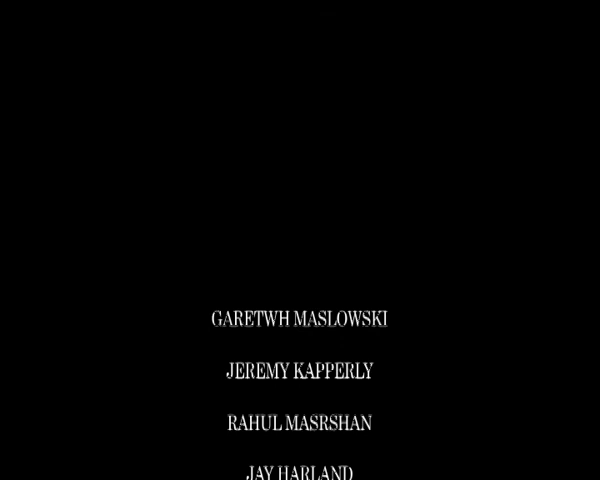 GARETWH MASLOWSKI
JEREMY KAPPERLY
RAHUL MASRSHAN
JAY HARLAND